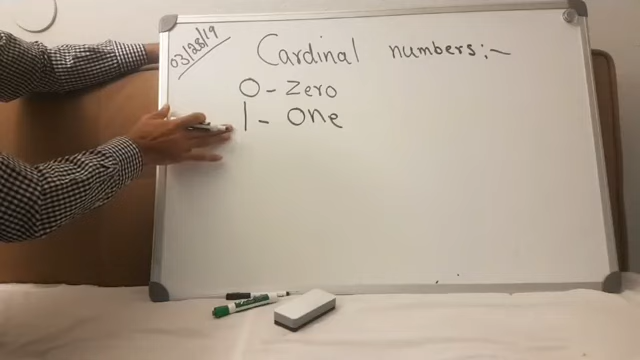 03/28/19
Cardinal numbers:-
0 - Zero
1 - One